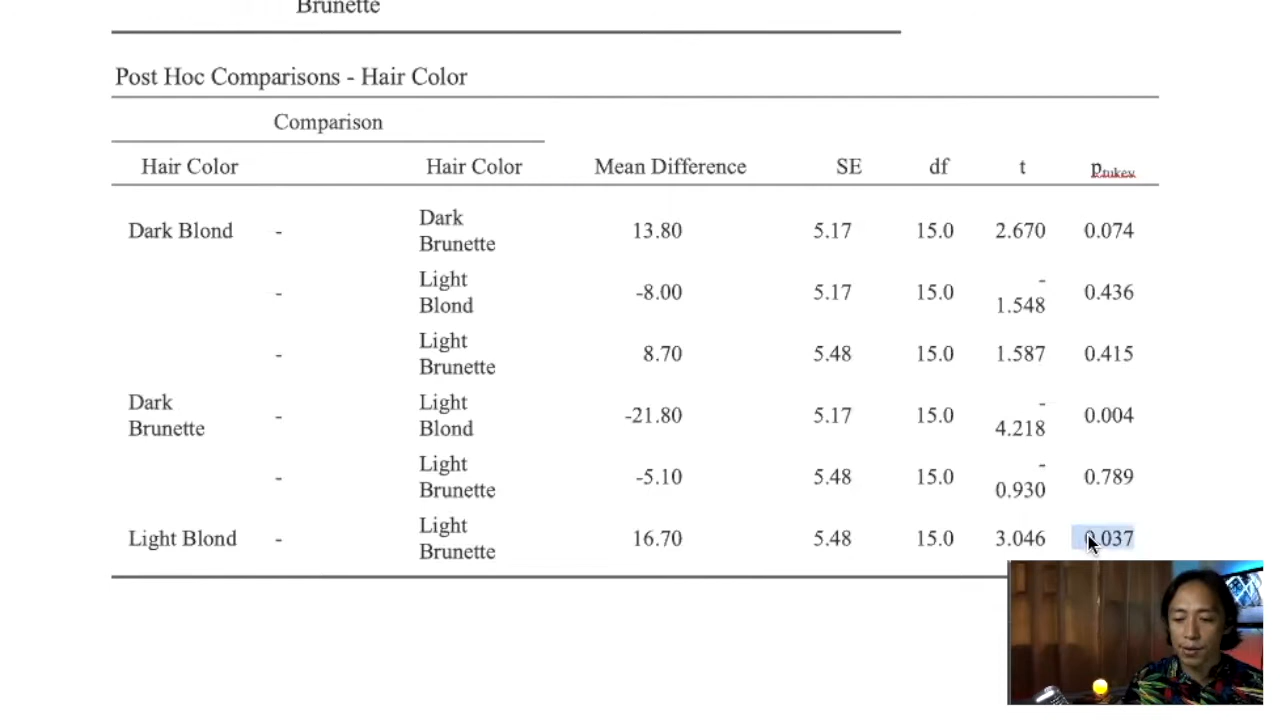 Brunette
Post Hoc Comparisons - Hair Color
Comparison
Hair Color Hair Color Mean Difference SE df t ptukey
Dark Blond - Dark Brunette 13.80 5.17 15.0 2.670 0.074
- Light Blond -8.00 5.17 15.0 -1.548 0.436
- Light Brunette 8.70 5.48 15.0 1.587 0.415
Dark Brunette - Light Blond -21.80 5.17 15.0 -4.218 0.004
- Light Brunette -5.10 5.48 15.0 -0.930 0.789
Light Blond - Light Brunette 16.70 5.48 15.0 3.046 0.037